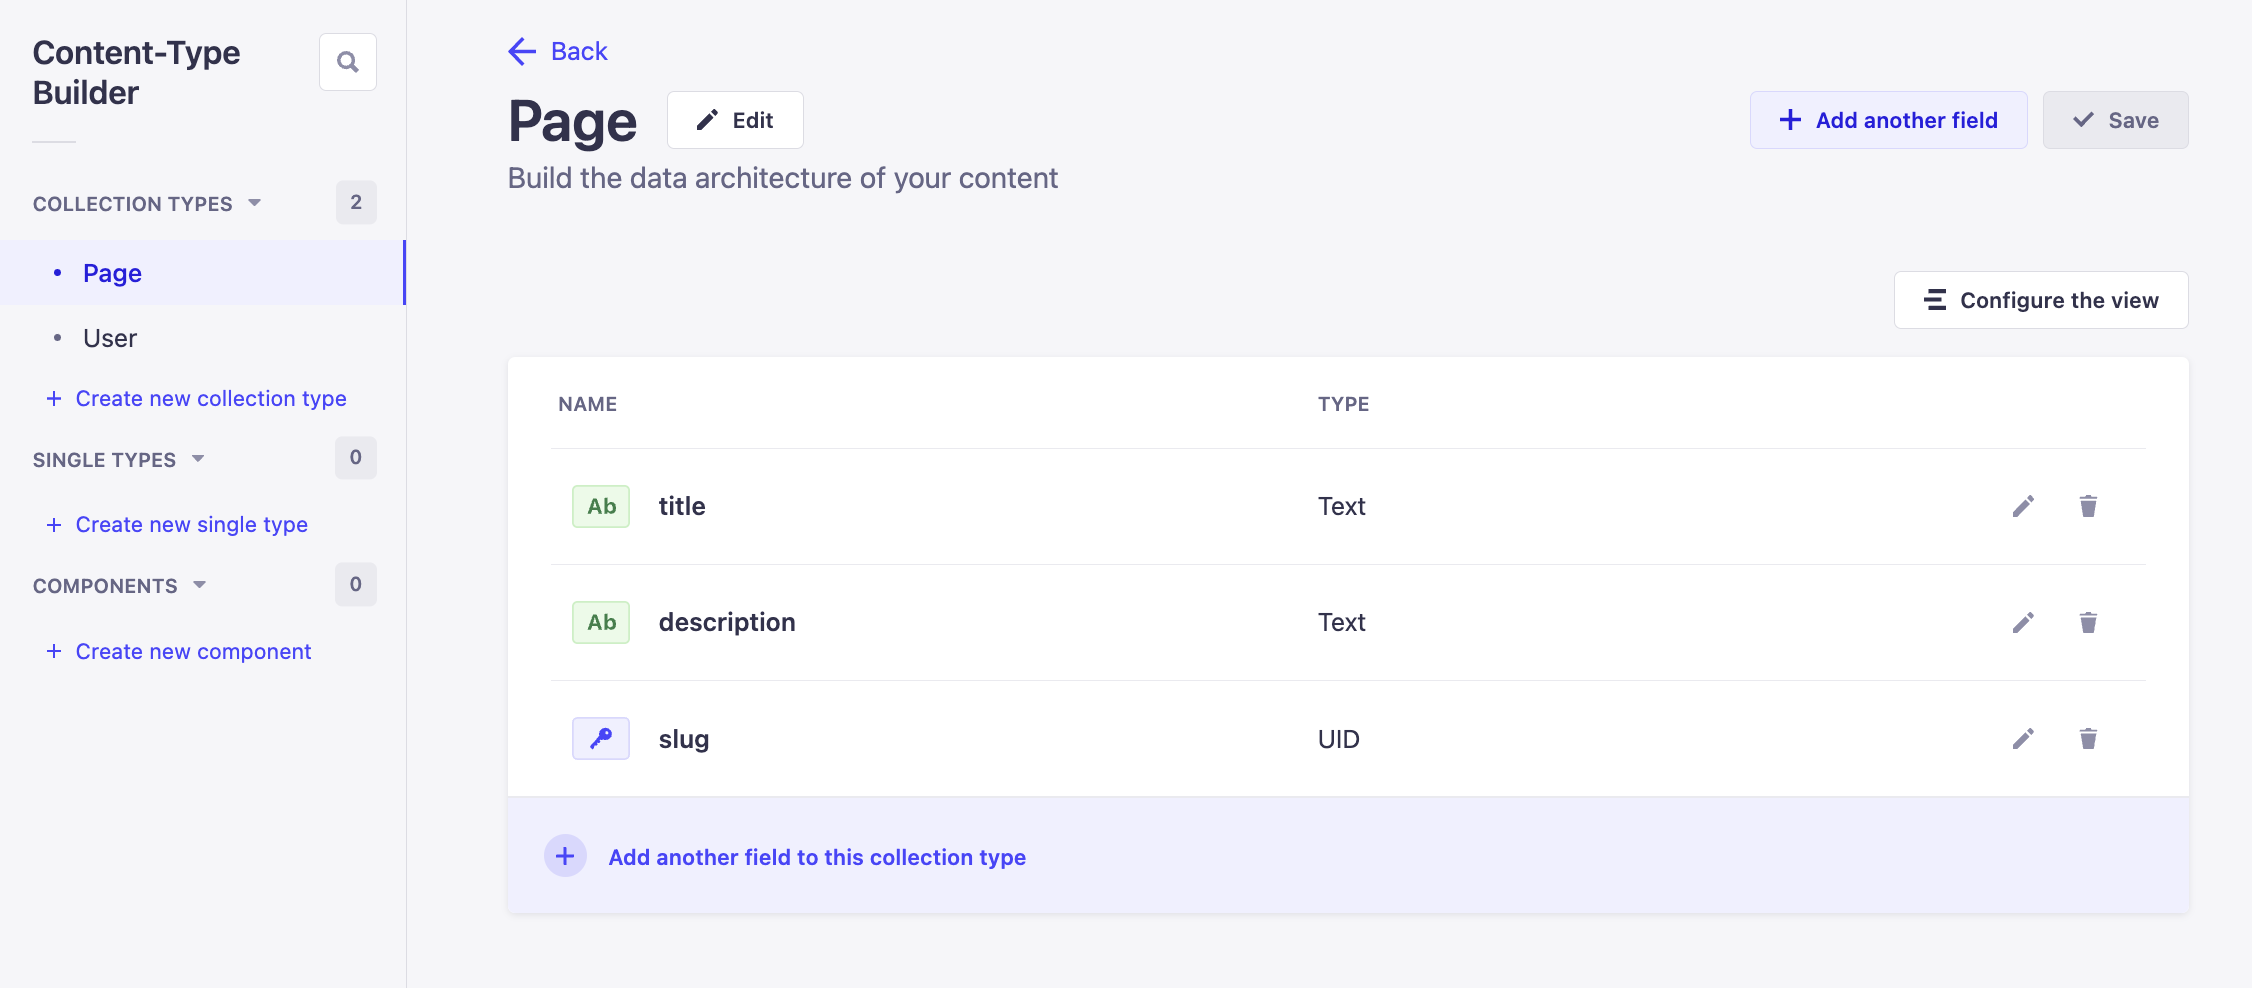 Content-Type
Builder
COLLECTION TYPES 2
Page
User
+ Create new collection type
SINGLE TYPES 0
+ Create new single type
COMPONENTS 0
+ Create new component
Back
Page Edit
Add another field Save
Build the data architecture of your content
Configure the view
NAME TYPE
Ab title Text
Ab description Text
slug UID
Add another field to this collection type